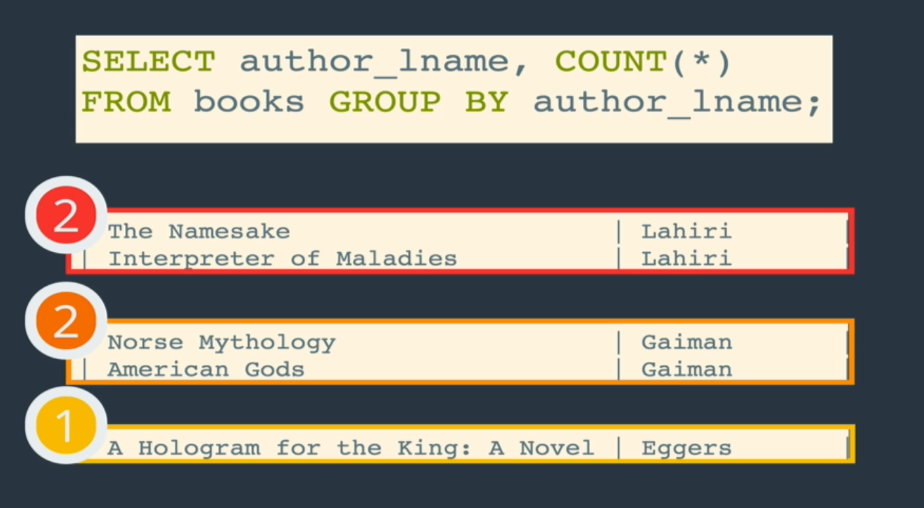 SELECT author_lname, COUNT(*)
FROM books GROUP BY author_lname;
2
The Namesake | Lahiri |
| Interpreter of Maladies | Lahiri |
2
Norse Mythology | Gaiman |
| American Gods | Gaiman |
1
A Hologram for the King: A Novel | Eggers |